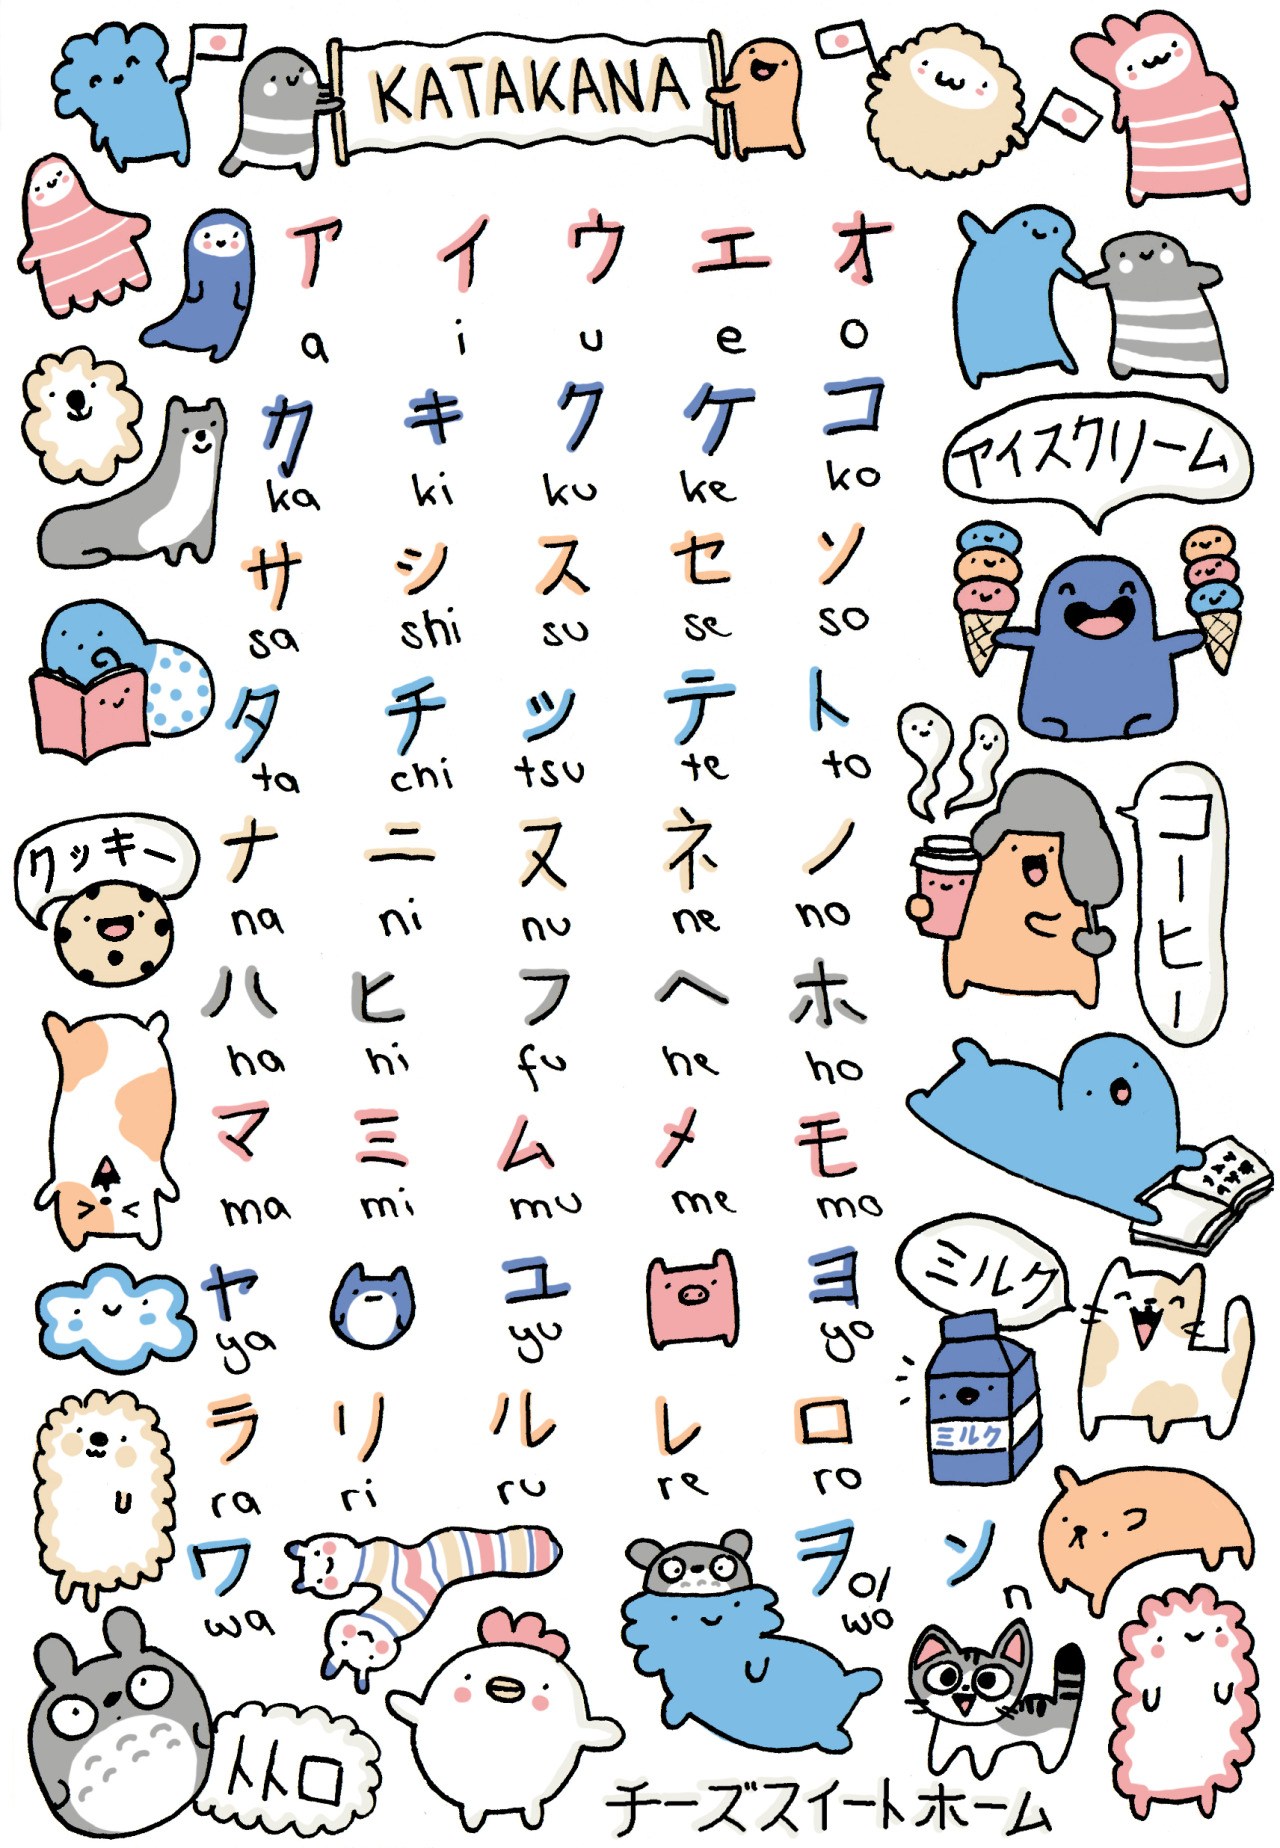 KATAKANA
ア イ ウ エ オ
a i u e o
カ キ ク ケ コ
ka ki ku ke ko
アイスクリーム
サ シ ス セ ソ
sa shi su se so
タ チ ツ テ ト
ta chi tsu te to
コーヒー
クッキー
ナ ニ ヌ ネ ノ
na ni nu ne no
ハ ヒ フ ヘ ホ
ha hi fu he ho
マ ミ ム メ モ
ma mi mu me mo
ミルク
ヤ ユ ヨ
ya yu yo
ミルク
ラ リ ル レ ロ
ra ri ru re ro
ワ ヲ ン
wa o/wo n
トトロ
チーズスイートホーム